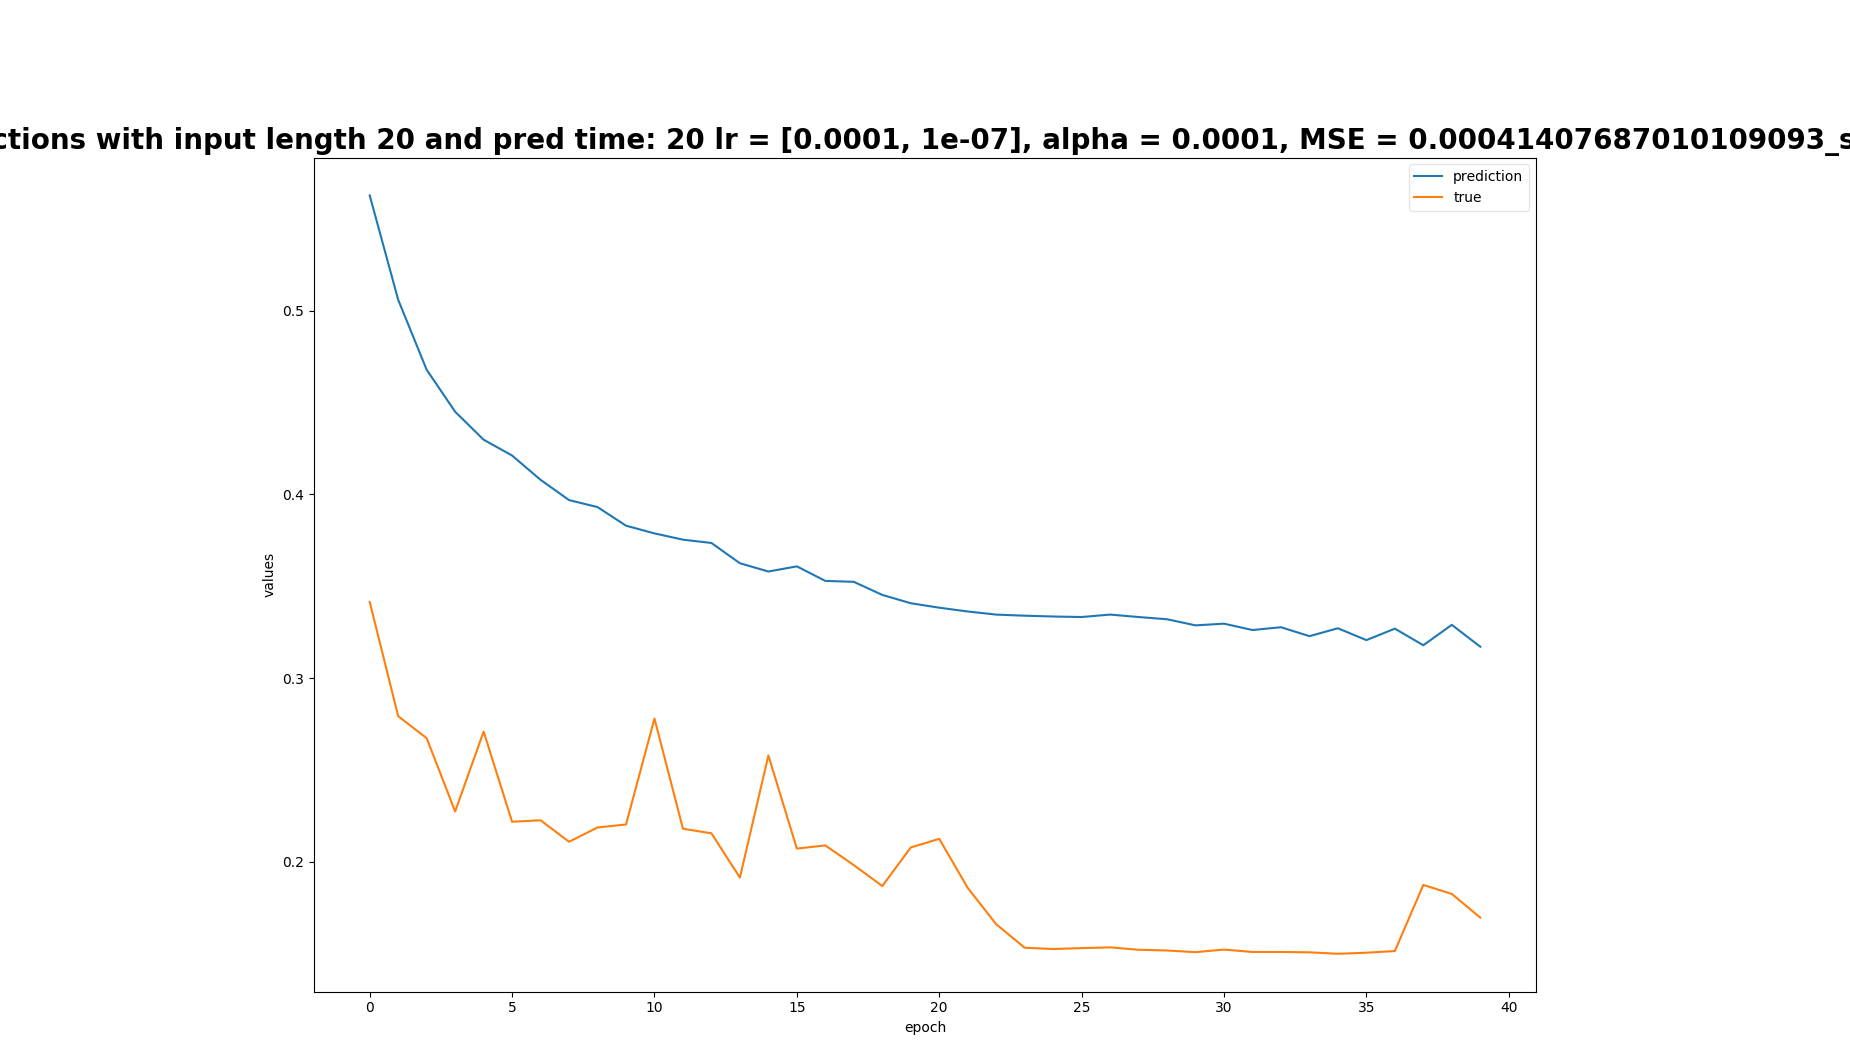 ctions with input length 20 and pred time: 20 lr = [0.0001, 1e-07], alpha = 0.0001, MSE = 0.00041407687010109093_s
prediction
true
0.5
0.4
0.3
0.2
values
0 5 10 15 20 25 30 35 40
epoch